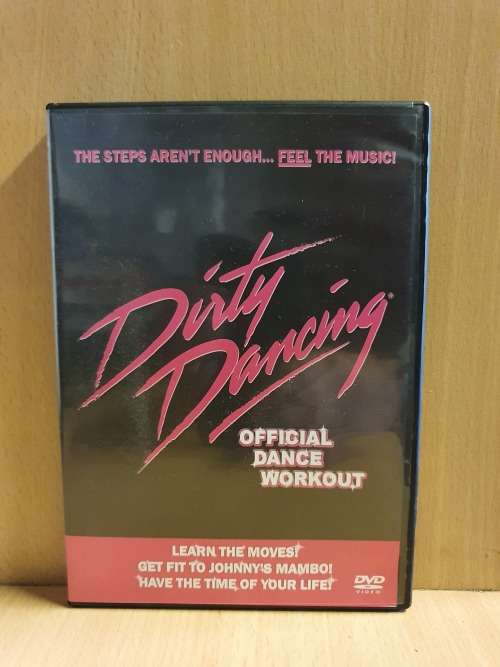 THE STEPS AREN'T ENOUGH... FEEL THE MUSIC!
Dirty
Dancing®
OFFICIAL
DANCE
WORKOUT
LEARN THE MOVES!
GET FIT TO JOHNNY'S MAMBO!
HAVE THE TIME OF YOUR LIFE!
DVD
VIDEO